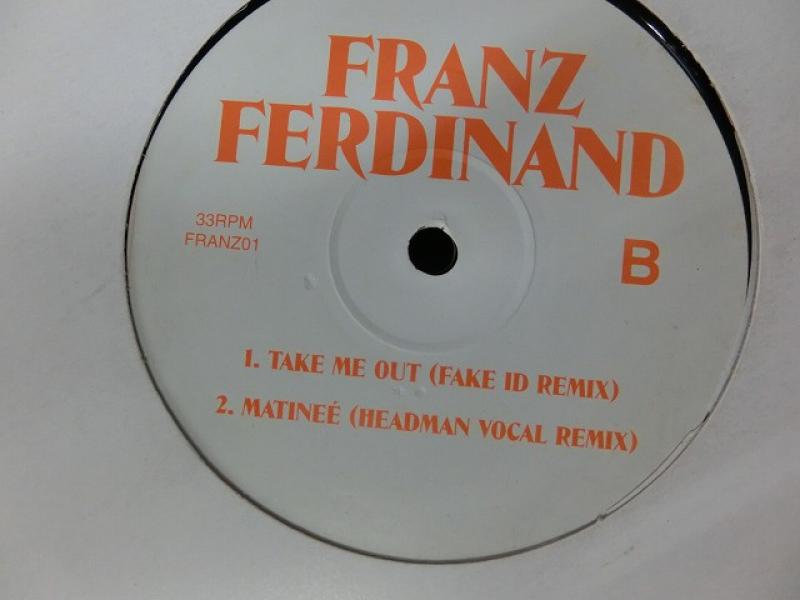 FRANZ
FERDINAND
33RPM
FRANZ01
B
1. TAKE ME OUT (FAKE ID REMIX)
2. MATINEÉ (HEADMAN VOCAL REMIX)